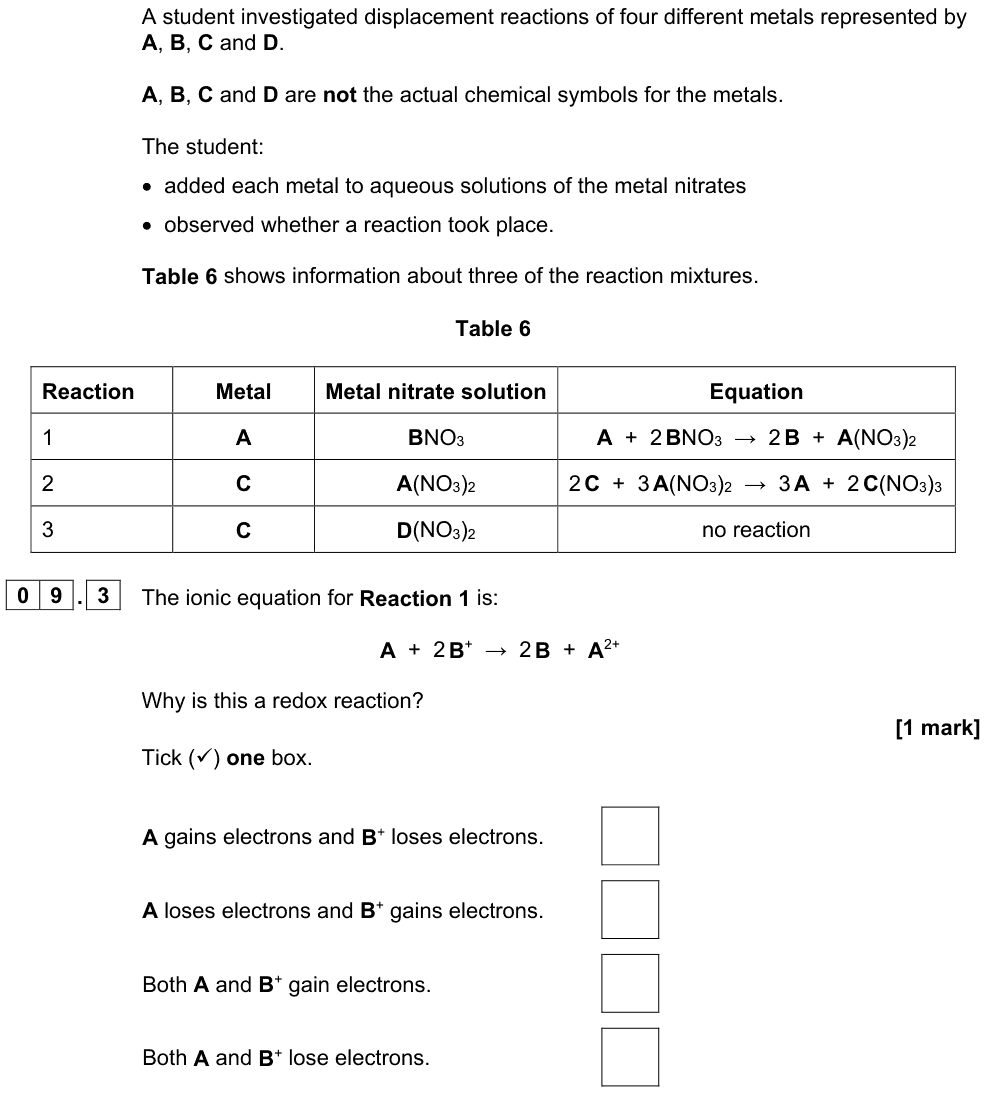 A student investigated displacement reactions of four different metals represented by
A, B, C and D.
A, B, C and D are not the actual chemical symbols for the metals.
The student:
• added each metal to aqueous solutions of the metal nitrates
• observed whether a reaction took place.
Table 6 shows information about three of the reaction mixtures.
Table 6
Reaction Metal Metal nitrate solution Equation
1 A BNO₃ A + 2BNO₃ → 2B + A(NO₃)₂
2 C A(NO₃)₂ 2C + 3A(NO₃)₂ → 3A + 2C(NO₃)₃
3 C D(NO₃)₂ no reaction
0 9 . 3 The ionic equation for Reaction 1 is:
A + 2B⁺ → 2B + A²⁺
Why is this a redox reaction?
[1 mark]
Tick (✓) one box.
A gains electrons and B⁺ loses electrons.
A loses electrons and B⁺ gains electrons.
Both A and B⁺ gain electrons.
Both A and B⁺ lose electrons.